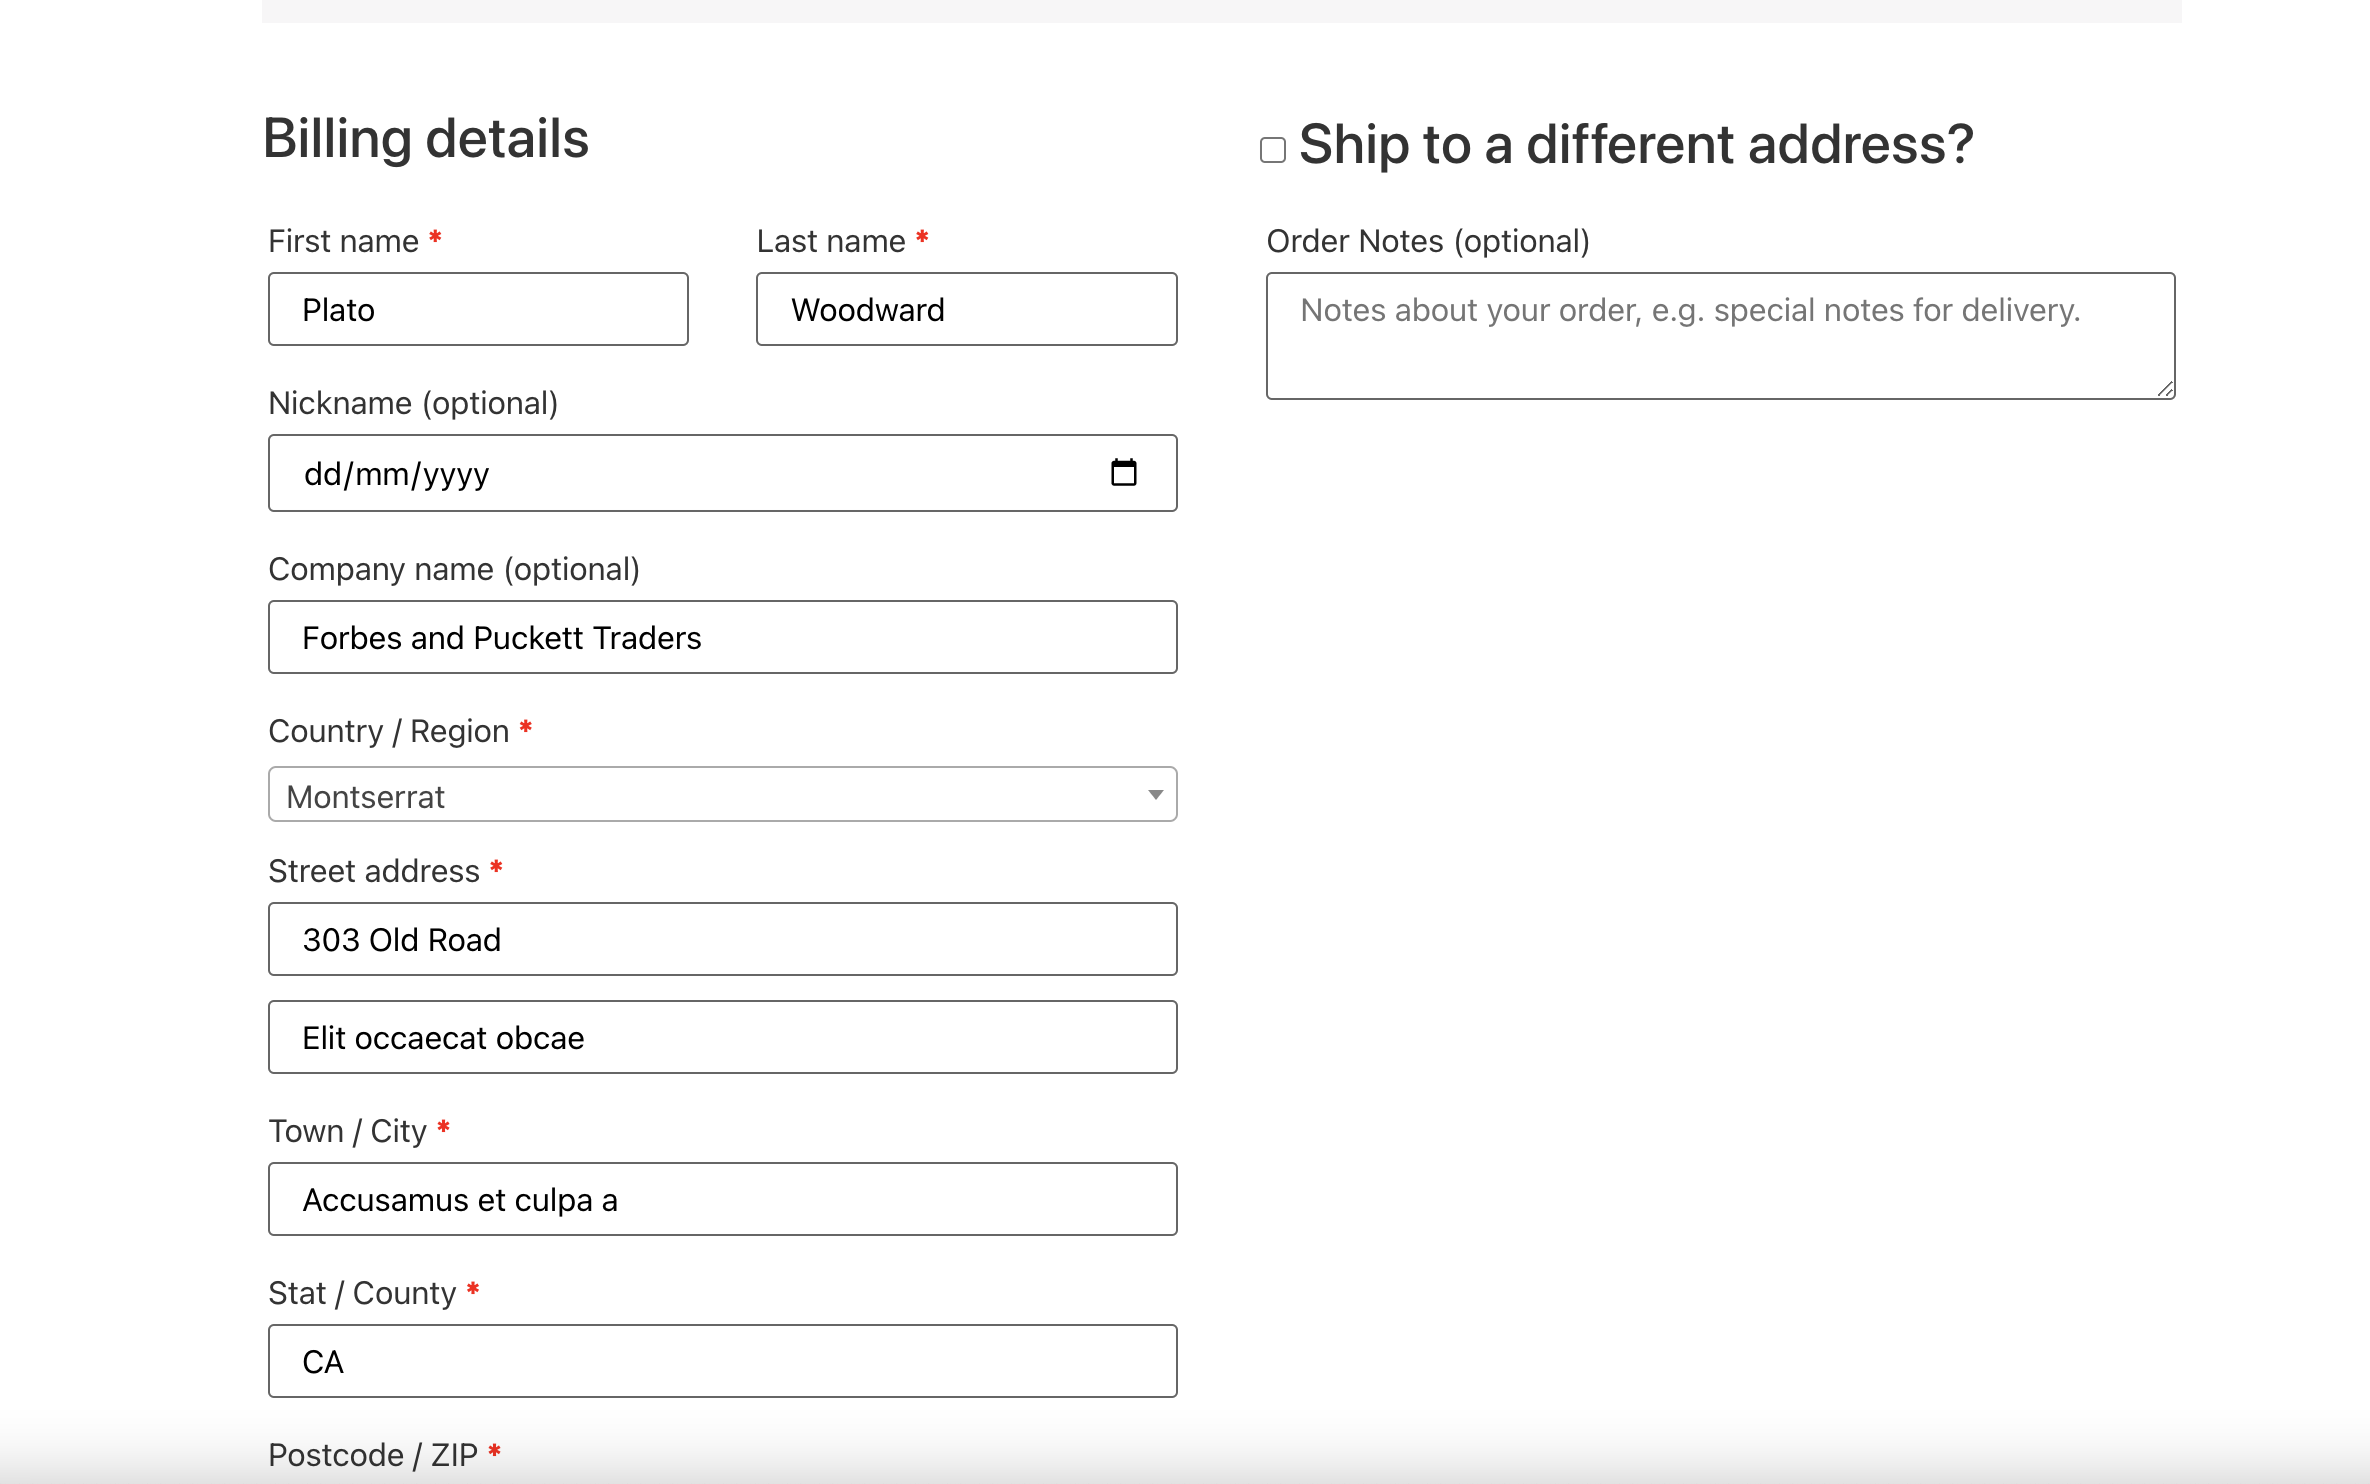 Billing details
First name *
Last name *
Plato
Woodward
Nickname (optional)
dd/mm/yyyy
Company name (optional)
Forbes and Puckett Traders
Country / Region *
Montserrat
Street address *
303 Old Road
Elit occaecat obcae
Town / City *
Accusamus et culpa a
Stat / County *
CA
Postcode / ZIP *
Ship to a different address?
Order Notes (optional)
Notes about your order, e.g. special notes for delivery.